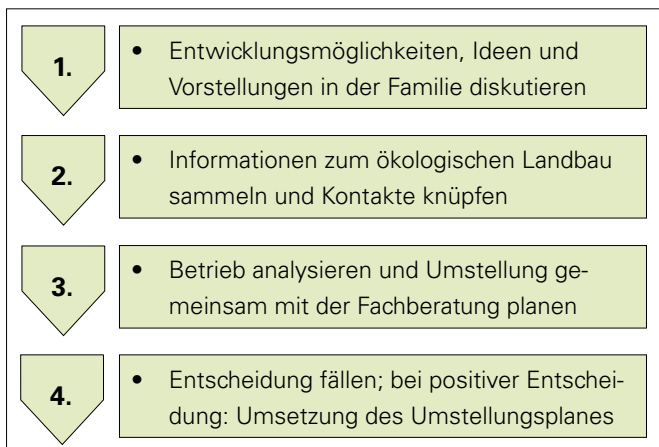 1.
• Entwicklungsmöglichkeiten, Ideen und
Vorstellungen in der Familie diskutieren
2.
• Informationen zum ökologischen Landbau
sammeln und Kontakte knüpfen
3.
• Betrieb analysieren und Umstellung ge-
meinsam mit der Fachberatung planen
4.
• Entscheidung fällen; bei positiver Entschei-
dung: Umsetzung des Umstellungsplanes